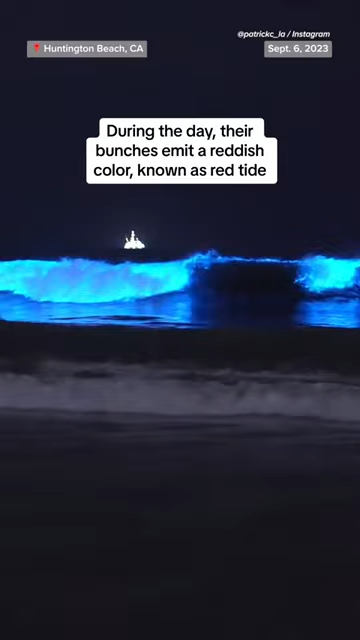 @patrickc_la / Instagram
Huntington Beach, CA
Sept. 6, 2023
During the day, their
bunches emit a reddish
color, known as red tide